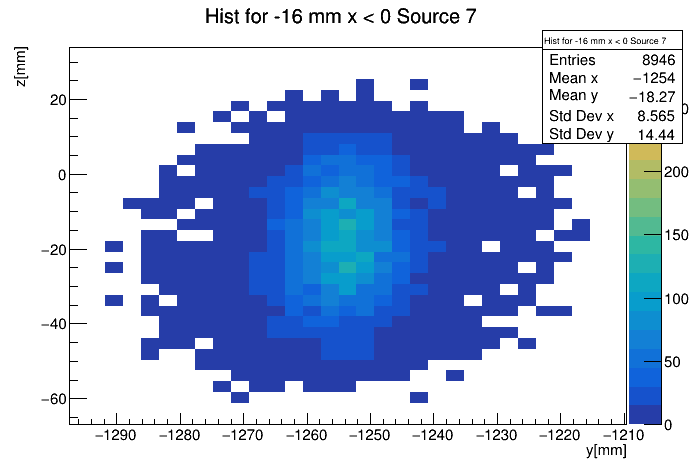 Hist for -16 mm x < 0 Source 7
z[mm]
Hist for -16 mm x < 0 Source 7
Entries 8946
Mean x −1254
Mean y −18.27
Std Dev x 8.565
Std Dev y 14.44
20
0
−20
−40
−60
200
150
100
50
0
−1290 −1280 −1270 −1260 −1250 −1240 −1230 −1220 −1210
y[mm]